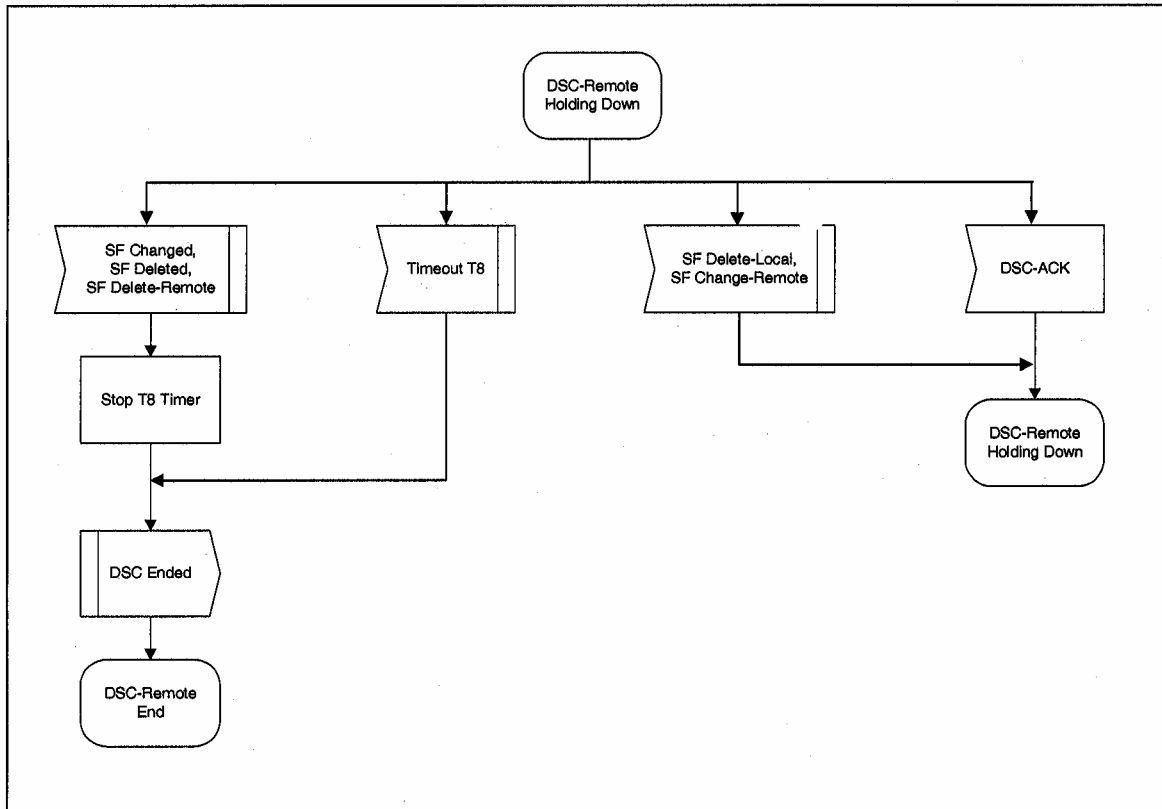 DSC-Remote
Holding Down
SF Changed,
SF Deleted,
SF Delete-Remote
Timeout T8
SF Delete-Local,
SF Change-Remote
DSC-ACK
Stop T8 Timer
DSC-Remote
Holding Down
DSC Ended
DSC-Remote
End